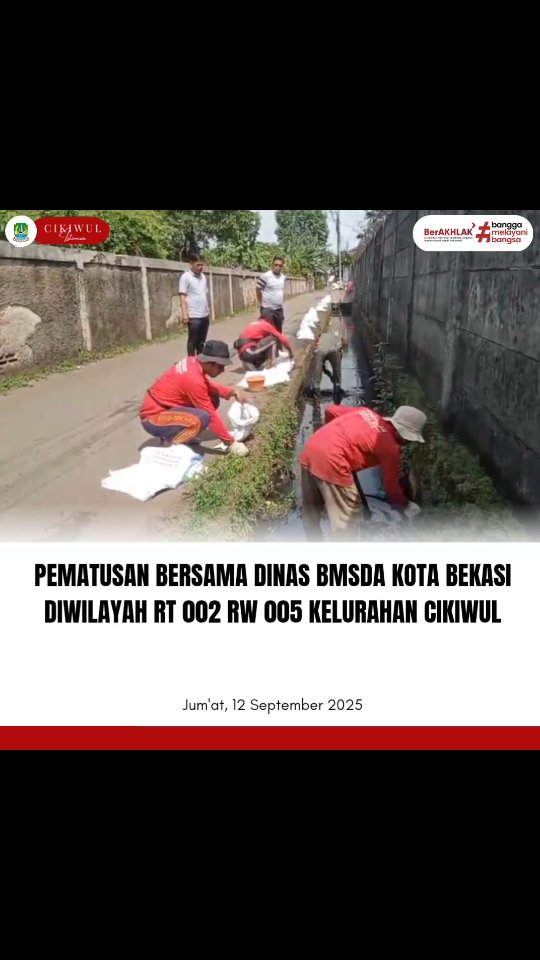 CIKIWUL
BerAKHLAK
#bangga
melayani
bangsa
PEMATUSAN BERSAMA DINAS BMSDA KOTA BEKASI
DIWILAYAH RT 002 RW 005 KELURAHAN CIKIWUL
Jum'at, 12 September 2025